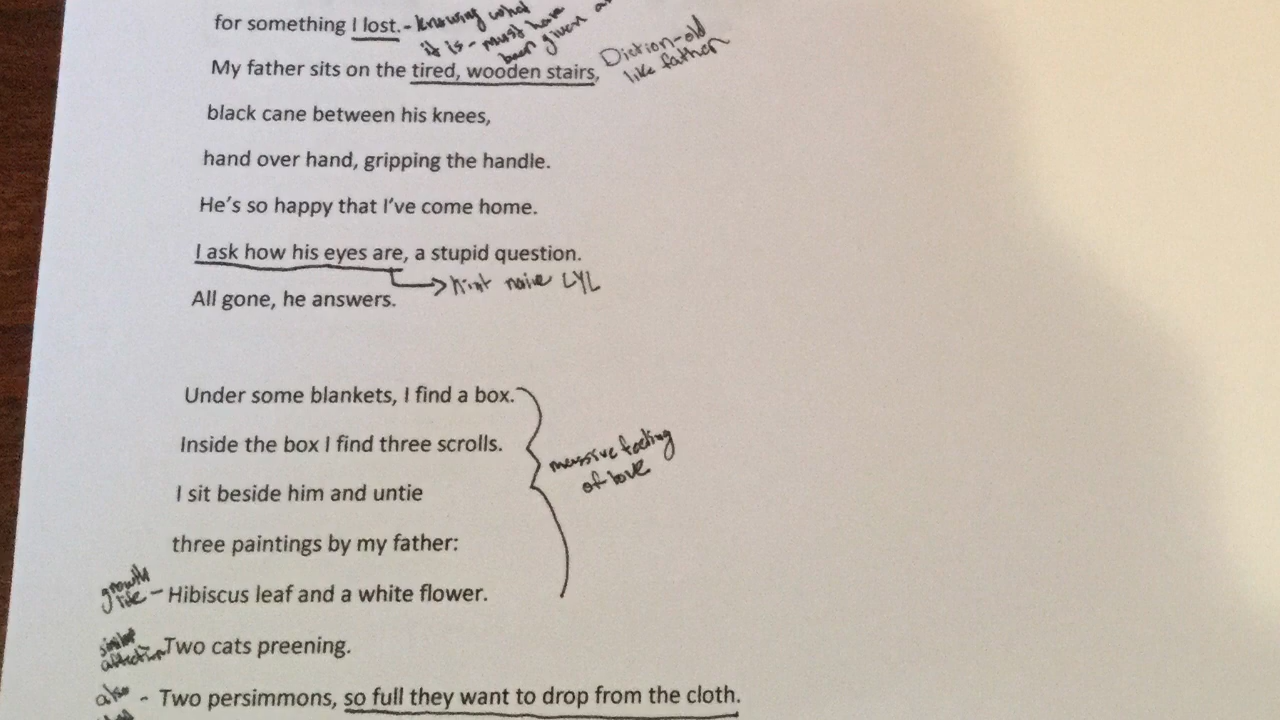 for something I lost. - knowing what
it is - must have
been given
My father sits on the tired, wooden stairs,
Diction-old
like father
black cane between his knees,
hand over hand, gripping the handle.
He's so happy that I've come home.
I ask how his eyes are, a stupid question.
hint naive LYL
All gone, he answers.
Under some blankets, I find a box.
Inside the box I find three scrolls.
massive feeling
of love
I sit beside him and untie
three paintings by my father:
growth
life - Hibiscus leaf and a white flower.
similar
affection - Two cats preening.
also - Two persimmons, so full they want to drop from the cloth.